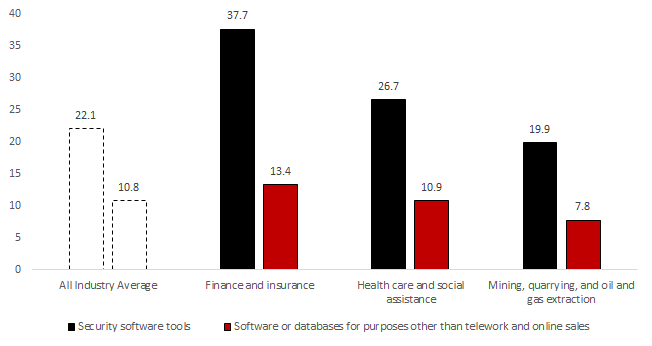 40
35
30
25
20
15
10
5
0
22.1
10.8
37.7
13.4
26.7
10.9
19.9
7.8
All Industry Average
Finance and insurance
Health care and social
assistance
Mining, quarrying, and oil and
gas extraction
Security software tools
Software or databases for purposes other than telework and online sales